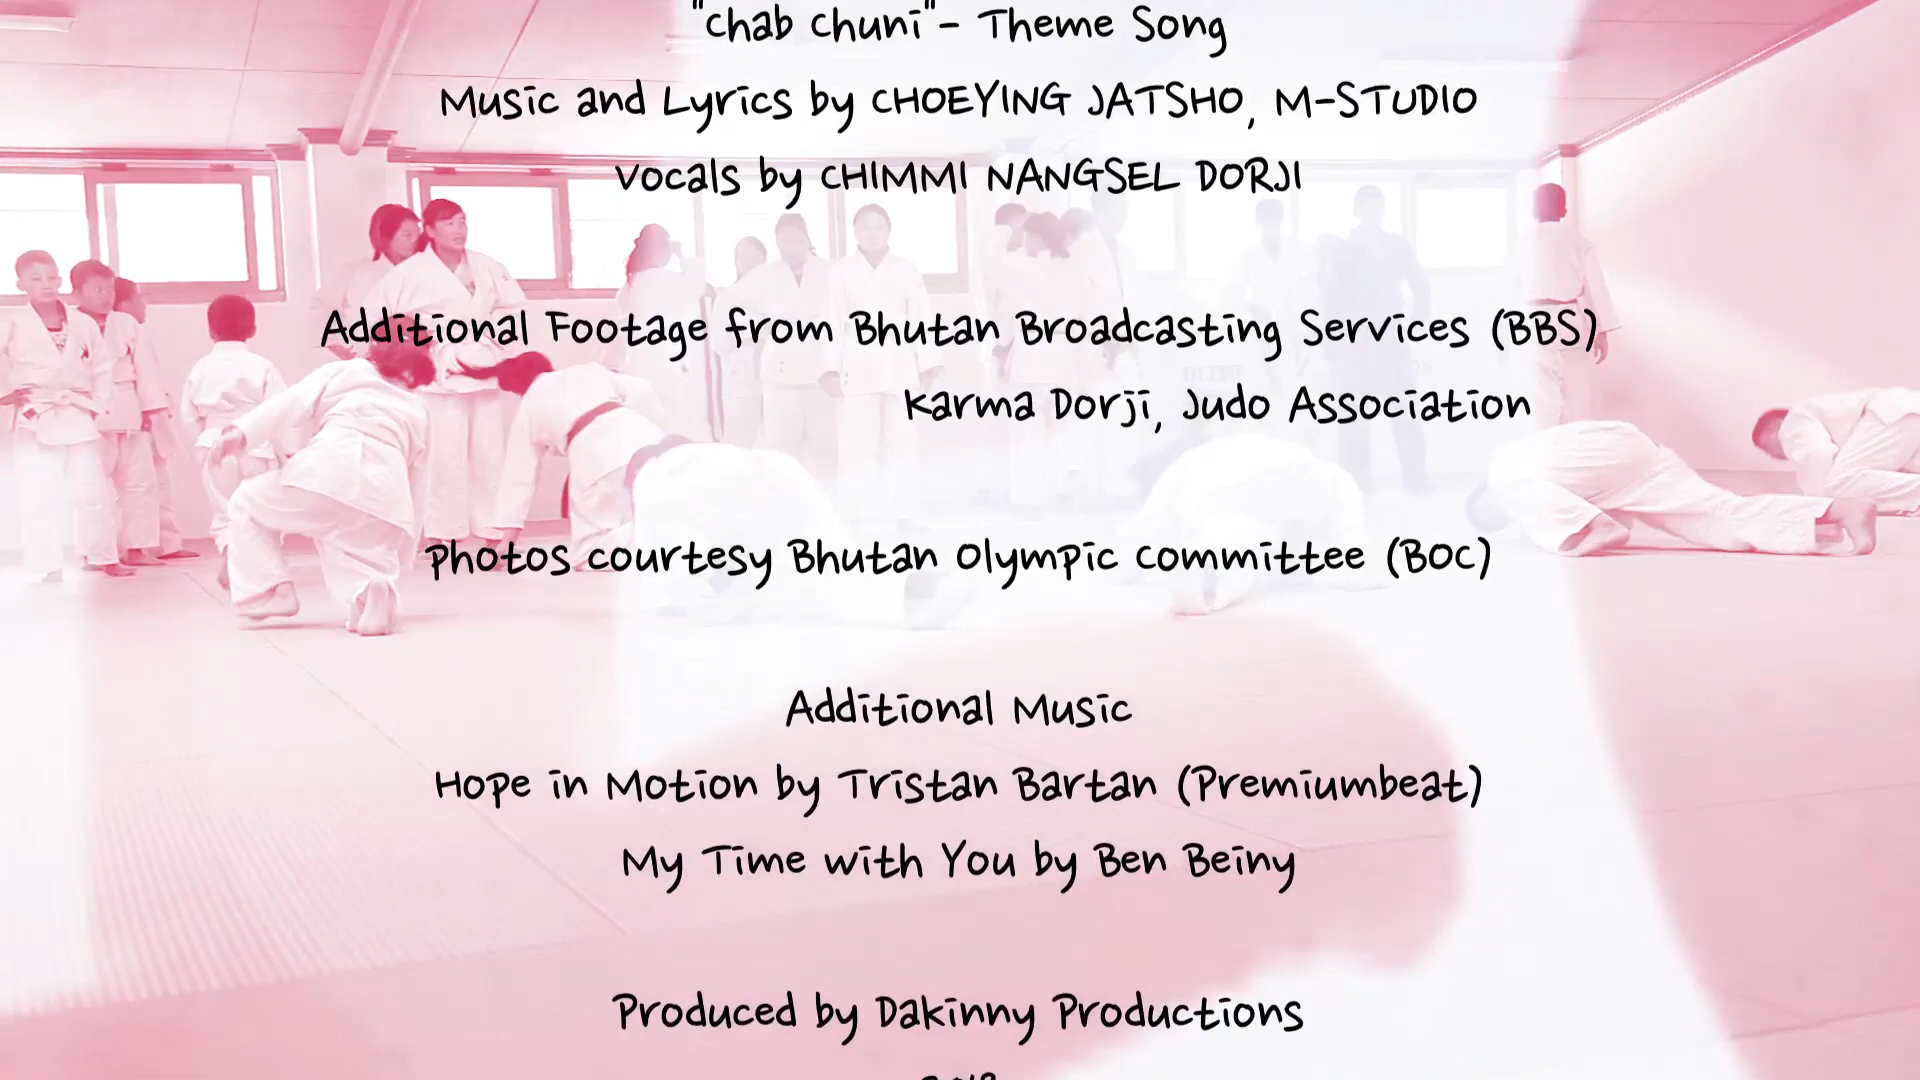 "Chab Chuni"- Theme Song
Music and Lyrics by CHOEYING JATSHO, M-STUDIO
Vocals by CHIMMI NANGSEL DORJI
Additional Footage from Bhutan Broadcasting Services (BBS)
Karma Dorji, Judo Association
Photos courtesy Bhutan Olympic Committee (BOC)
Additional Music
Hope in Motion by Tristan Bartan (Premiumbeat)
My Time with You by Ben Beiny
Produced by Dakinny Productions